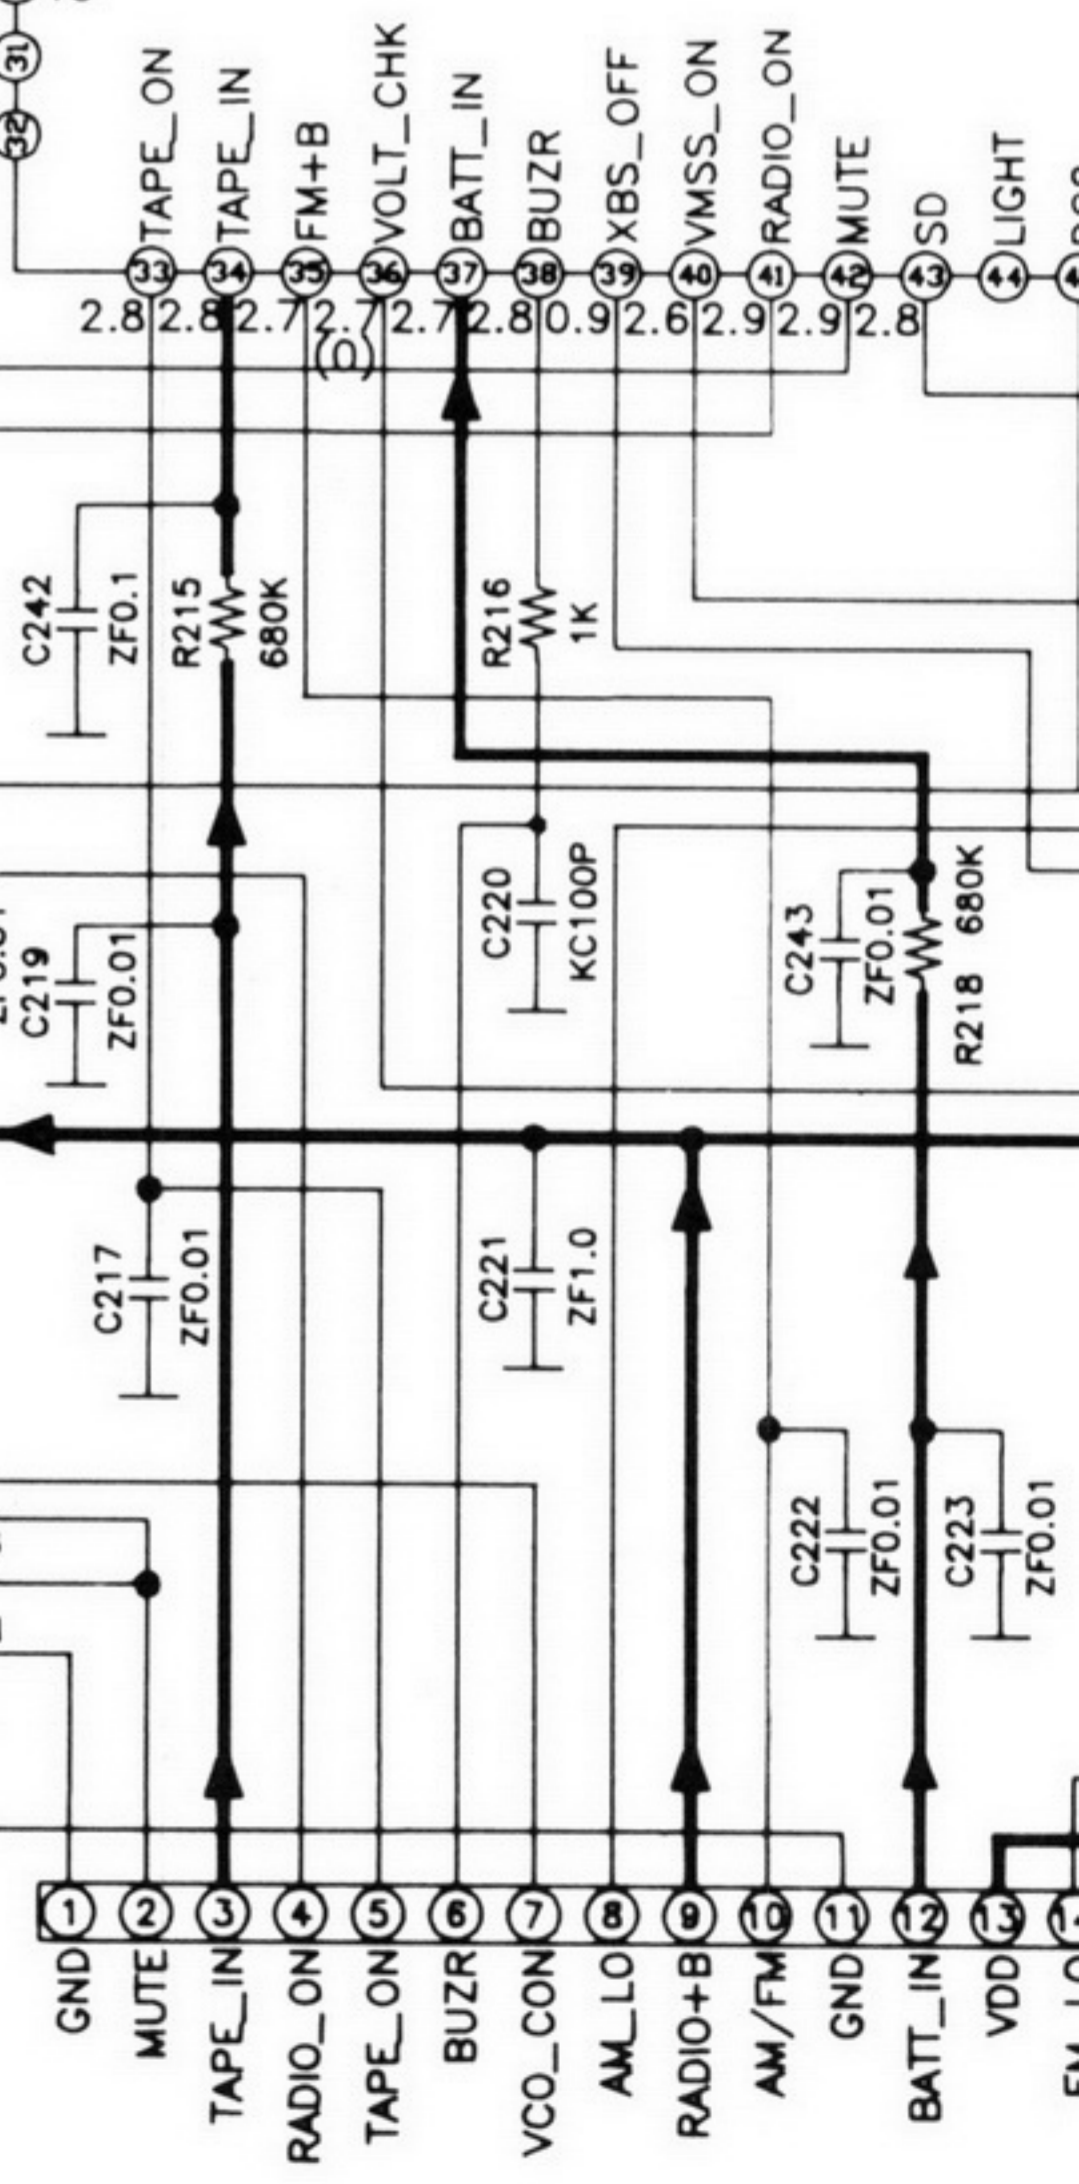 31
32
TAPE_ON
TAPE_IN
FM+B
VOLT_CHK
BATT_IN
BUZR
XBS_OFF
VMSS_ON
RADIO_ON
MUTE
SD
LIGHT
33 34 35 36 37 38 39 40 41 42 43 44
2.8 2.8 2.7 2.7 2.7 2.8 0.9 2.6 2.9 2.9 2.8
(0)
C242
ZF0.1
R215
680K
R216
1K
C219
ZF0.01
C220
KC100P
C243
ZF0.01
R218 680K
C217
ZF0.01
C221
ZF1.0
C222
ZF0.01
C223
ZF0.01
1 2 3 4 5 6 7 8 9 10 11 12 13
GND
MUTE
TAPE_IN
RADIO_ON
TAPE_ON
BUZR
VCO_CON
AM_LO
RADIO+B
AM/FM
GND
BATT_IN
VDD